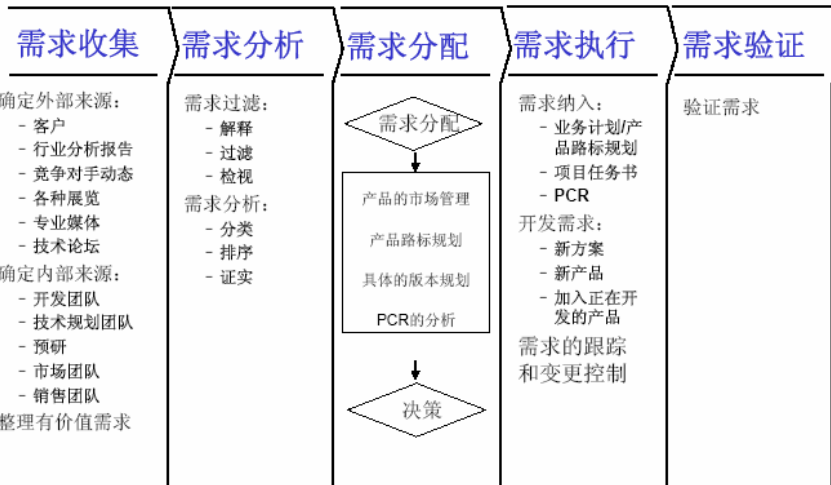 需求收集
确定外部来源：
- 客户
- 行业分析报告
- 竞争对手动态
- 各种展览
- 专业媒体
- 技术论坛
确定内部来源：
- 开发团队
- 技术规划团队
- 预研
- 市场团队
- 销售团队
整理有价值需求
需求分析
需求过滤：
- 解释
- 过滤
- 检视
需求分析：
- 分类
- 排序
- 证实
需求分配
需求分配
产品的市场管理
产品路标规划
具体的版本规划
PCR的分析
决策
需求执行
需求纳入：
- 业务计划/产
品路标规划
- 项目任务书
- PCR
开发需求：
- 新方案
- 新产品
- 加入正在开
发的产品
需求的跟踪
和变更控制
需求验证
验证需求